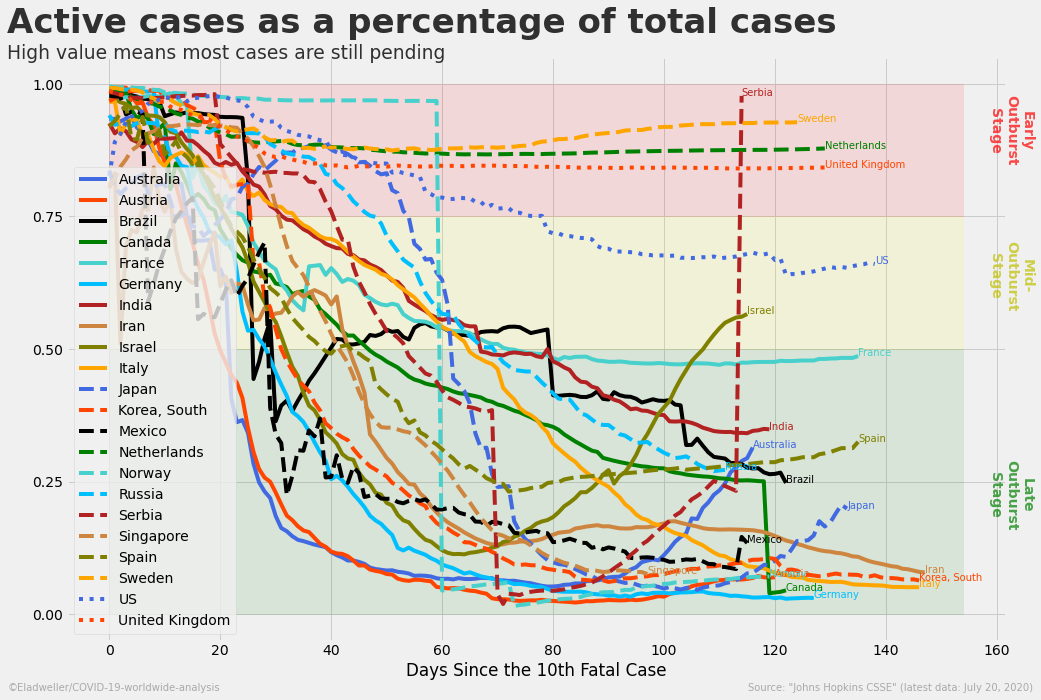 Active cases as a percentage of total cases
High value means most cases are still pending
1.00
0.75
0.50
0.25
0.00
Serbia
Sweden
Netherlands
United Kingdom
US
Israel
France
India
Spain
Australia
Brazil
Japan
Mexico
Singapore
Iran
Korea, South
Italy
Canada
Germany
Early
Outburst
Stage
Mid-
Outburst
Stage
Late
Outburst
Stage
Australia
Austria
Brazil
Canada
France
Germany
India
Iran
Israel
Italy
Japan
Korea, South
Mexico
Netherlands
Norway
Russia
Serbia
Singapore
Spain
Sweden
US
United Kingdom
0
20
40
60
80
100
120
140
160
Days Since the 10th Fatal Case
©Eladweller/COVID-19-worldwide-analysis
Source: "Johns Hopkins CSSE" (latest data: July 20, 2020)